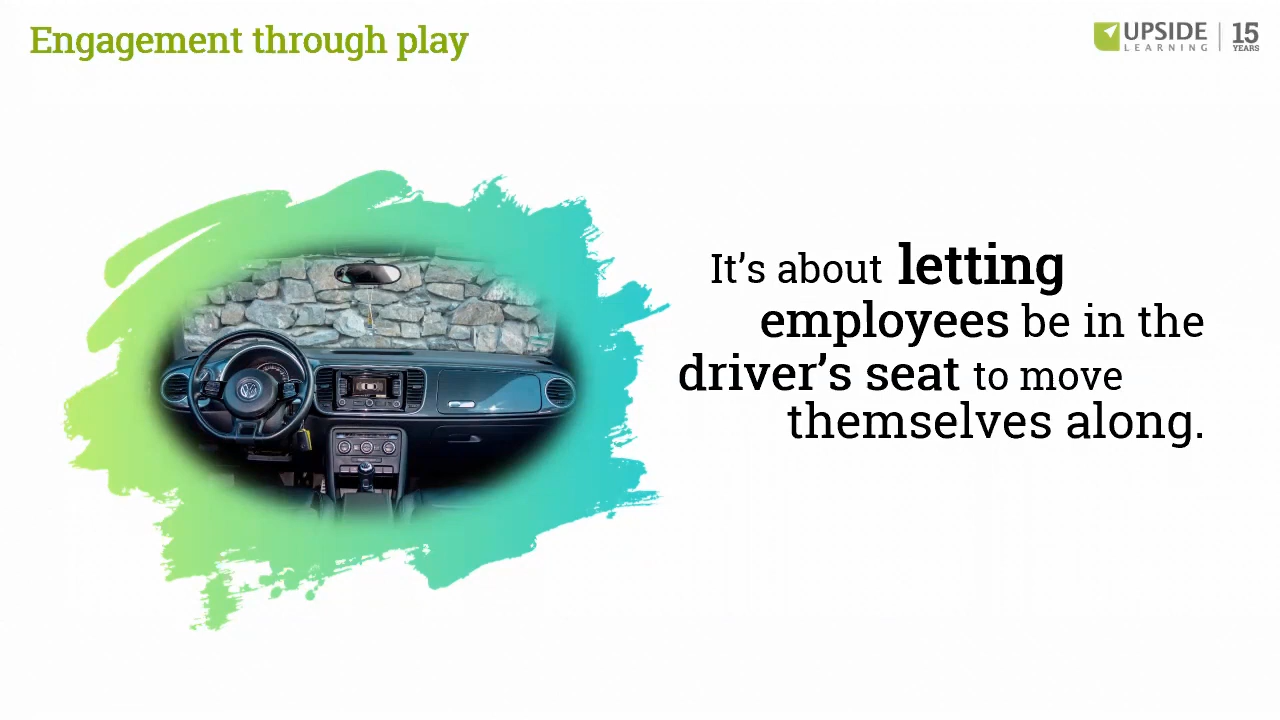 Engagement through play
UPSIDE
LEARNING
15
YEARS
It’s about letting
employees be in the
driver’s seat to move
themselves along.